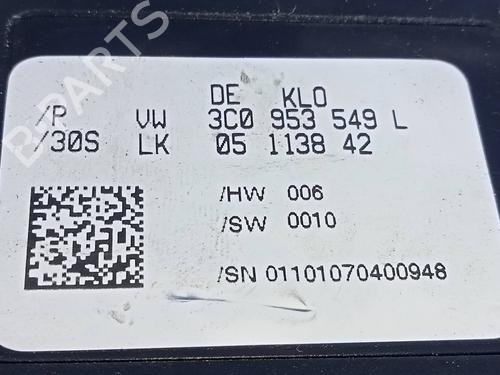 B-PARTS
DE KLO
/P VW 3C0 953 549 L
/30S LK 05 1138 42
/HW 006
/SW 0010
/SN 01101070400948